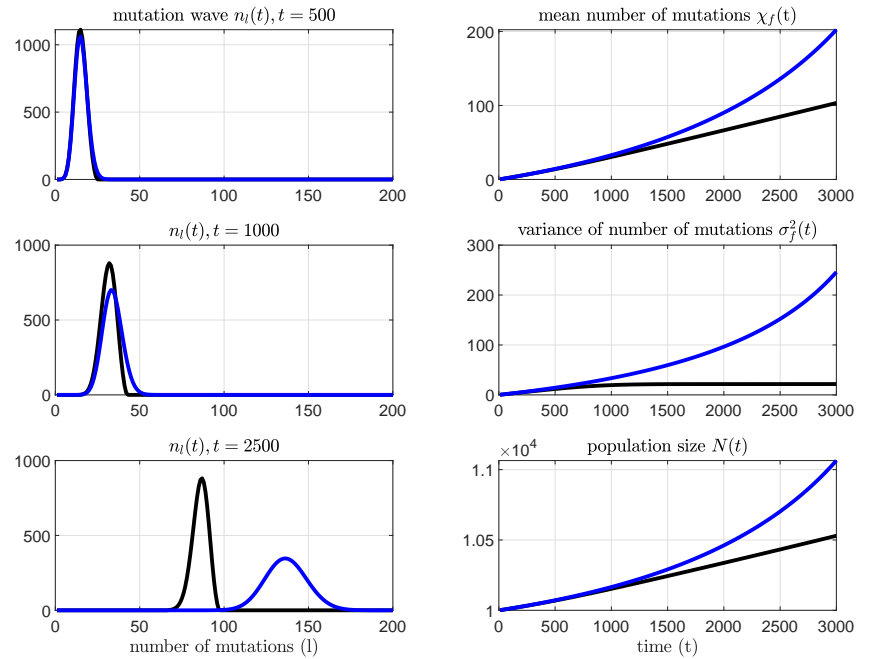 mutation wave n_l(t), t = 500
1000
500
0
0 50 100 150 200
n_l(t), t = 1000
1000
500
0
0 50 100 150 200
n_l(t), t = 2500
1000
500
0
0 50 100 150 200
number of mutations (l)
mean number of mutations χ_f(t)
200
100
0
0 500 1000 1500 2000 2500 3000
variance of number of mutations σ_f^2(t)
300
200
100
0
0 500 1000 1500 2000 2500 3000
×10^4
population size N(t)
1.1
1.05
1
0 500 1000 1500 2000 2500 3000
time (t)